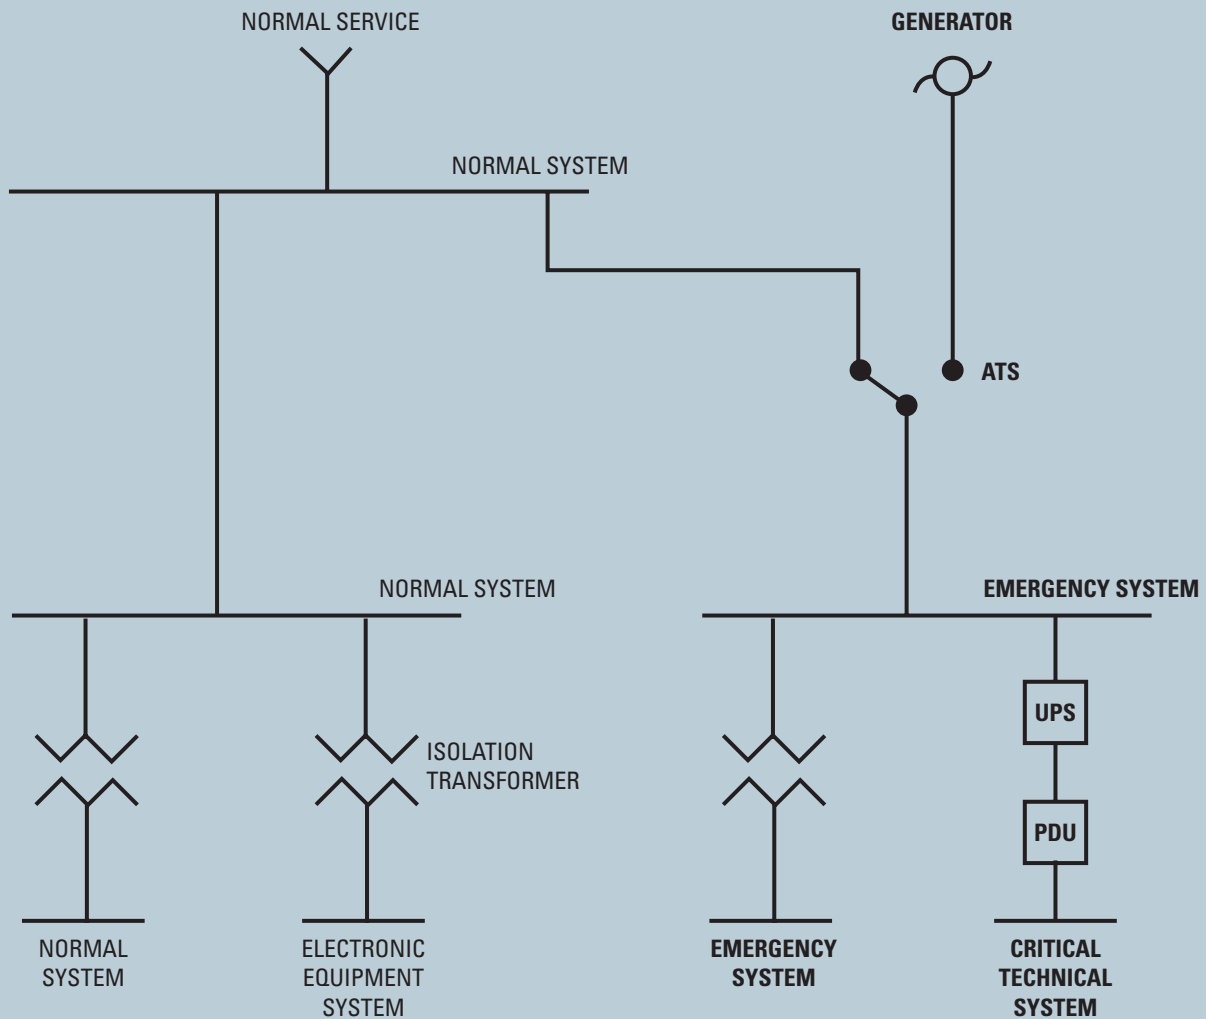 NORMAL SERVICE
GENERATOR
NORMAL SYSTEM
ATS
NORMAL SYSTEM
EMERGENCY SYSTEM
UPS
ISOLATION
TRANSFORMER
PDU
NORMAL
SYSTEM
ELECTRONIC
EQUIPMENT
SYSTEM
EMERGENCY
SYSTEM
CRITICAL
TECHNICAL
SYSTEM